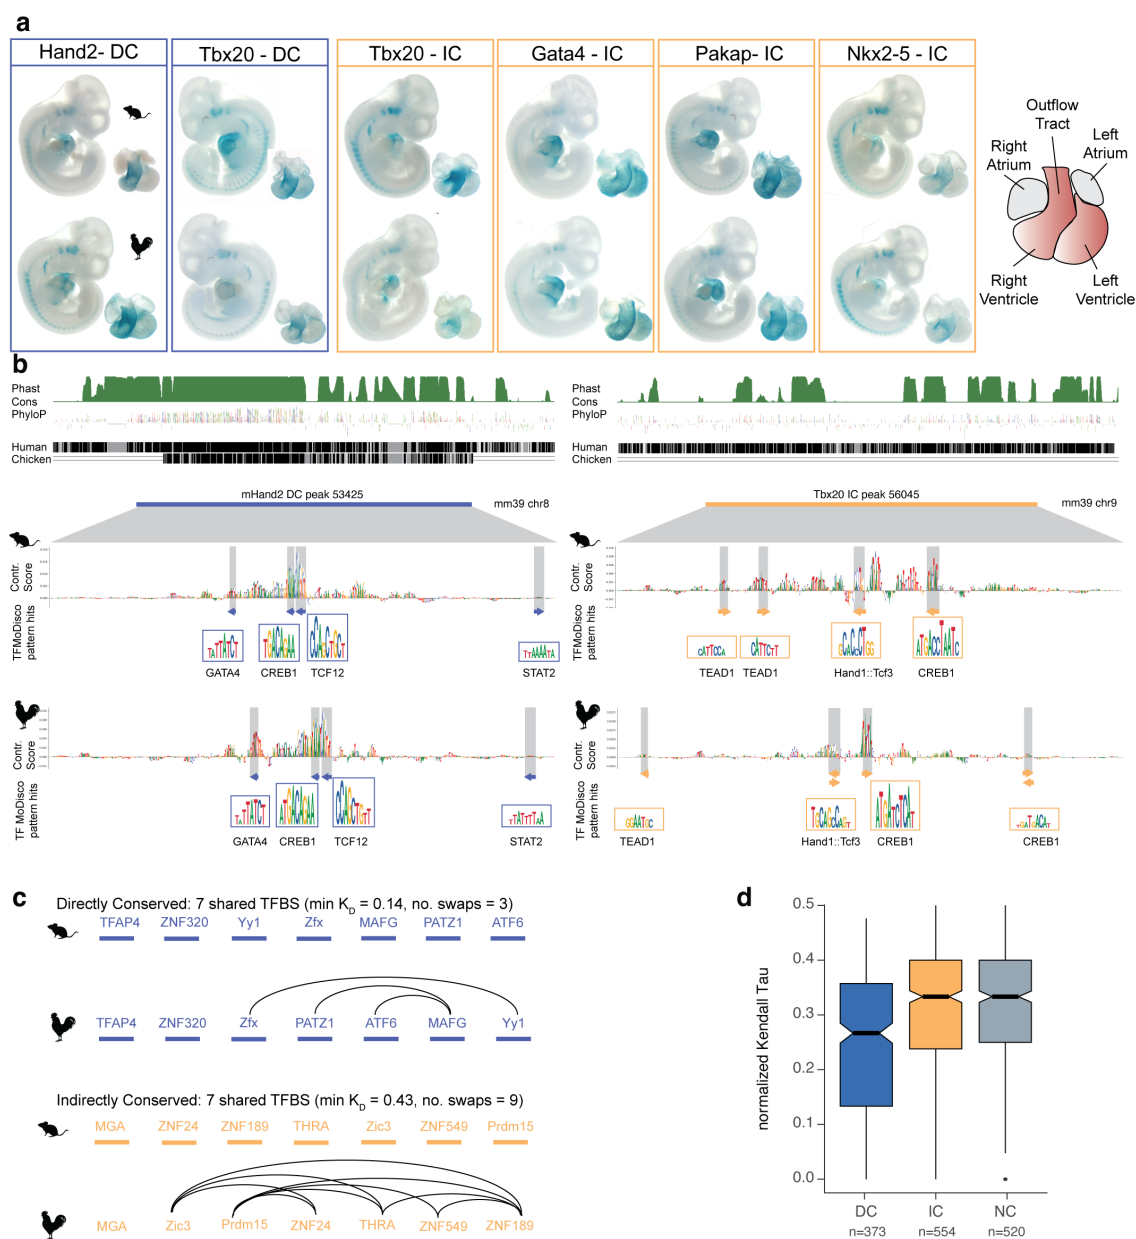 a
Hand2- DC
Tbx20 - DC
Tbx20 - IC
Gata4 - IC
Pakap- IC
Nkx2-5 - IC
Outflow
Tract
Right
Atrium
Left
Atrium
Right
Ventricle
Left
Ventricle
b
Phast
Cons
PhyloP
Human
Chicken
Phast
Cons
PhyloP
Human
Chicken
mHand2 DC peak 53425
mm39 chr8
Tbx20 IC peak 56045
mm39 chr9
Contr.
Score
TFMoDisco
pattern hits
GATA4
CREB1
TCF12
STAT2
Contr.
Score
TFMoDisco
pattern hits
TEAD1
TEAD1
Hand1::Tcf3
CREB1
Contr.
Score
TF MoDisco
pattern hits
GATA4
CREB1
TCF12
STAT2
Contr.
Score
TF MoDisco
pattern hits
TEAD1
Hand1::Tcf3
CREB1
CREB1
c
Directly Conserved: 7 shared TFBS (min KD = 0.14, no. swaps = 3)
TFAP4 ZNF320 Yy1 Zfx MAFG PATZ1 ATF6
TFAP4 ZNF320 Zfx PATZ1 ATF6 MAFG Yy1
Indirectly Conserved: 7 shared TFBS (min KD = 0.43, no. swaps = 9)
MGA ZNF24 ZNF189 THRA Zic3 ZNF549 Prdm15
MGA Zic3 Prdm15 ZNF24 THRA ZNF549 ZNF189
d
normalized Kendall Tau
0.5
0.4
0.3
0.2
0.1
0.0
DC IC NC
n=373 n=554 n=520